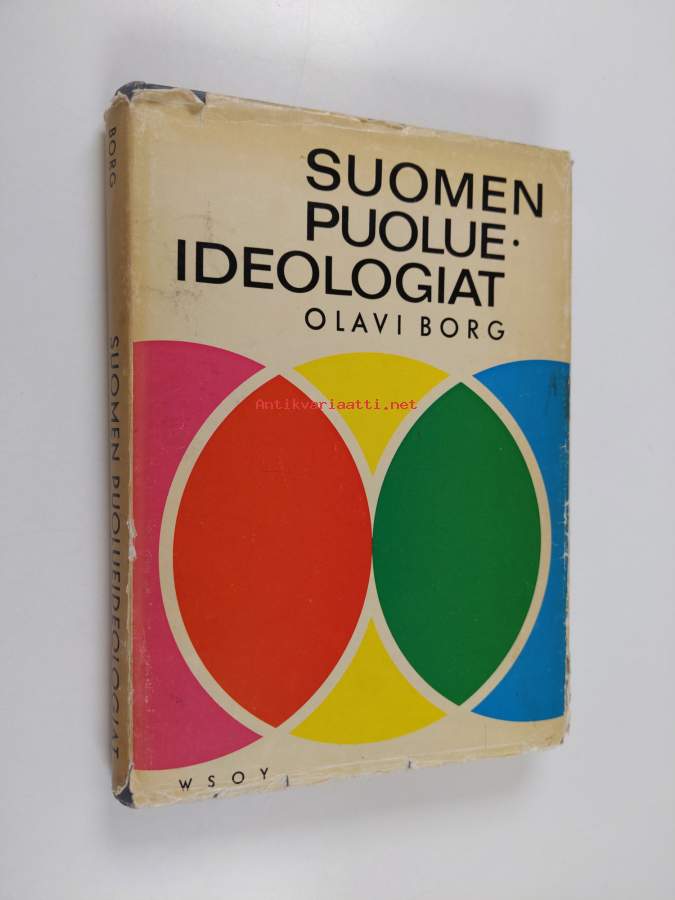 SUOMEN
PUOLUE·
IDEOLOGIAT
OLAVI BORG
Antikvariaatti.net
WSOY
BORG
SUOMEN PUOLUEIDEOLOGIAT